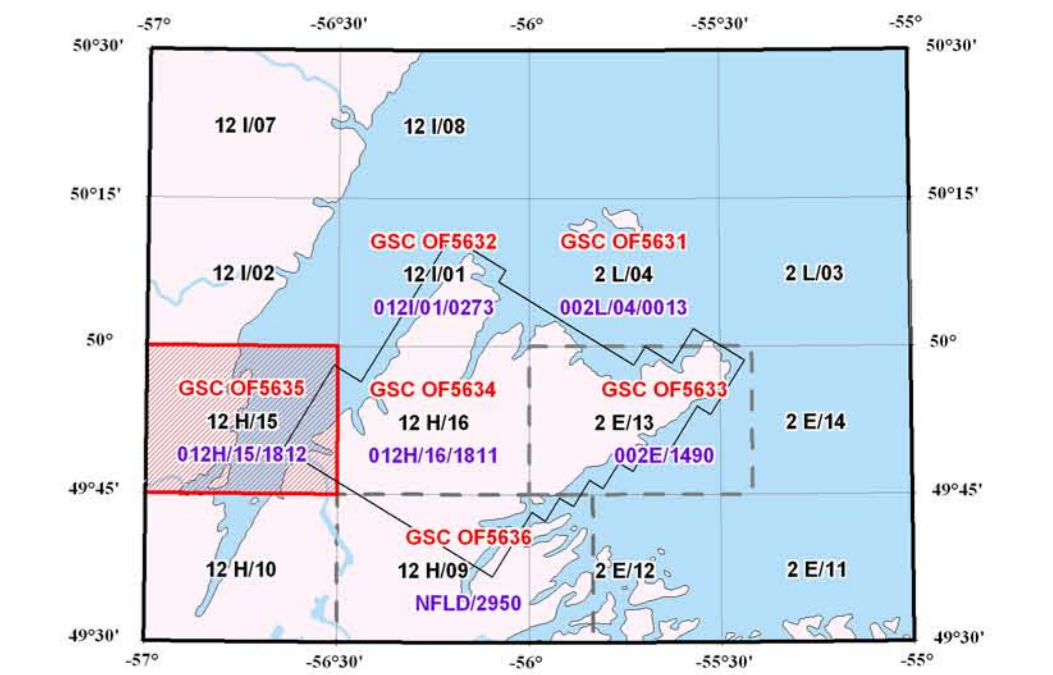 -57° -56°30' -56° -55°30' -55°
50°30' 50°30'
12 I/07 12 I/08
50°15' 50°15'
GSC OF5632 GSC OF5631
12 I/02 12 I/01 2 L/04 2 L/03
012I/01/0273 002L/04/0013
50° 50°
GSC OF5635 GSC OF5634 GSC OF5633
12 H/15 12 H/16 2 E/13 2 E/14
012H/15/1812 012H/16/1811 002E/1490
49°45' 49°45'
GSC OF5636
12 H/10 12 H/09 2 E/12 2 E/11
NFLD/2950
49°30' 49°30'
-57° -56°30' -56° -55°30' -55°